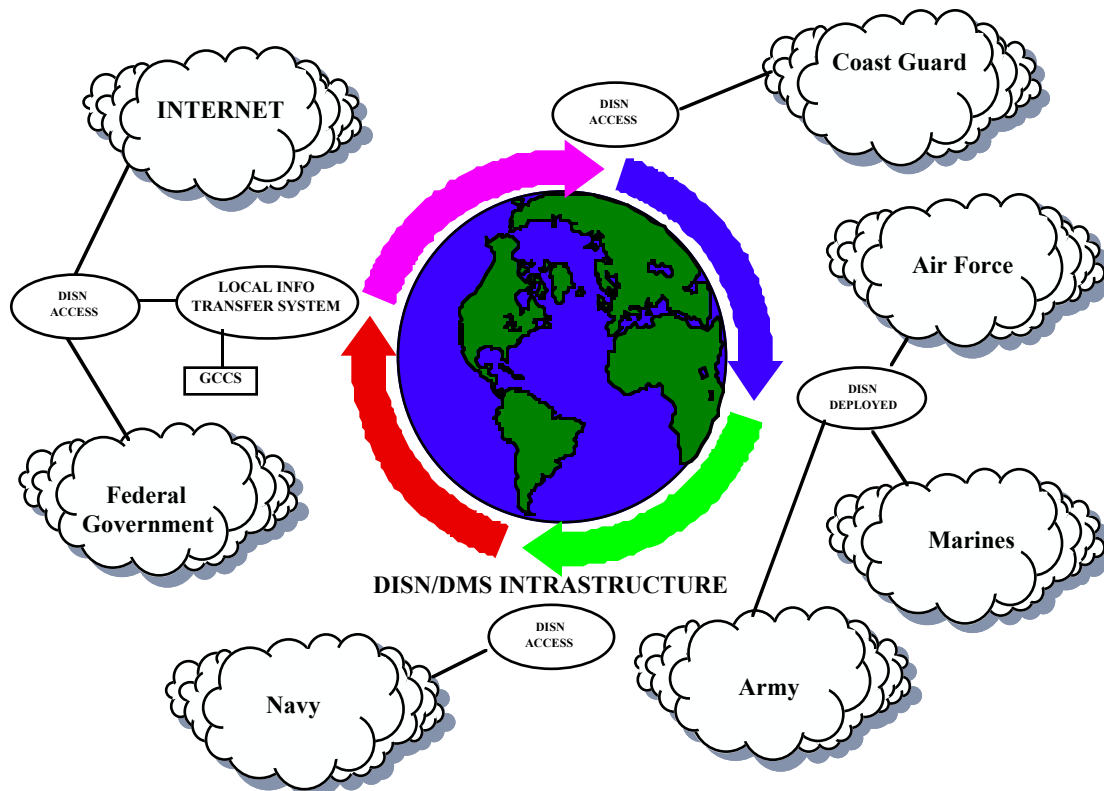 Coast Guard
DISN
ACCESS
INTERNET
Air Force
LOCAL INFO
TRANSFER SYSTEM
DISN
ACCESS
GCCS
DISN
DEPLOYED
Federal
Government
Marines
DISN/DMS INTRASTRUCTURE
DISN
ACCESS
Army
Navy